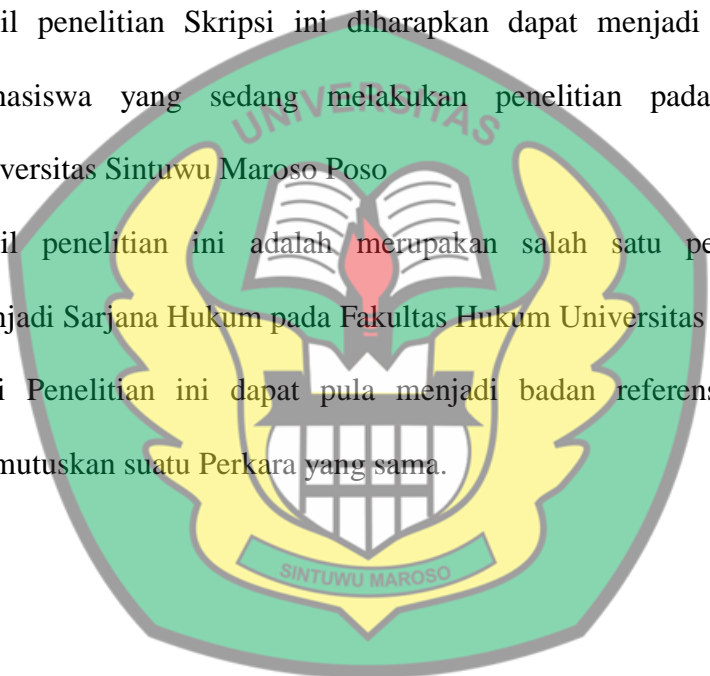 il penelitian Skripsi ini diharapkan dapat menjadi
nasiswa yang sedang melakukan penelitian pada
UNIVERSITAS
versitas Sintuwu Maroso Poso
il penelitian ini adalah merupakan salah satu pe
njadi Sarjana Hukum pada Fakultas Hukum Universitas
i Penelitian ini dapat pula menjadi badan referens
mutuskan suatu Perkara yang sama.
SINTUWU MAROSO